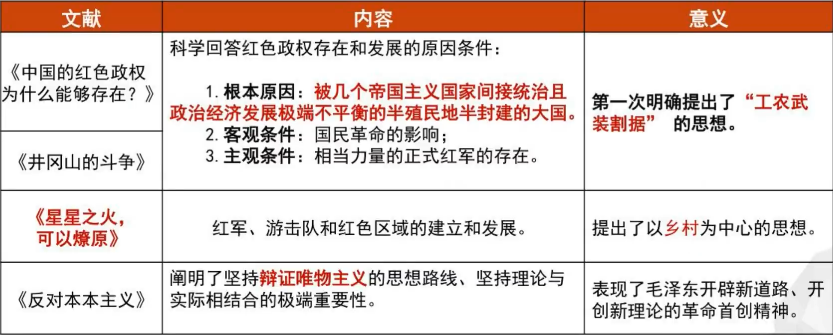 文献
内容
意义
《中国的红色政权
为什么能够存在？》
《井冈山的斗争》
科学回答红色政权存在和发展的原因条件：
1.根本原因：被几个帝国主义国家间接统治且
政治经济发展极端不平衡的半殖民地半封建的大国。
2.客观条件：国民革命的影响；
3.主观条件：相当力量的正式红军的存在。
第一次明确提出了“工农武
装割据” 的思想。
《星星之火，
可以燎原》
红军、游击队和红色区域的建立和发展。
提出了以乡村为中心的思想。
《反对本本主义》
阐明了坚持辩证唯物主义的思想路线、坚持理论与
实际相结合的极端重要性。
表现了毛泽东开辟新道路、开
创新理论的革命首创精神。